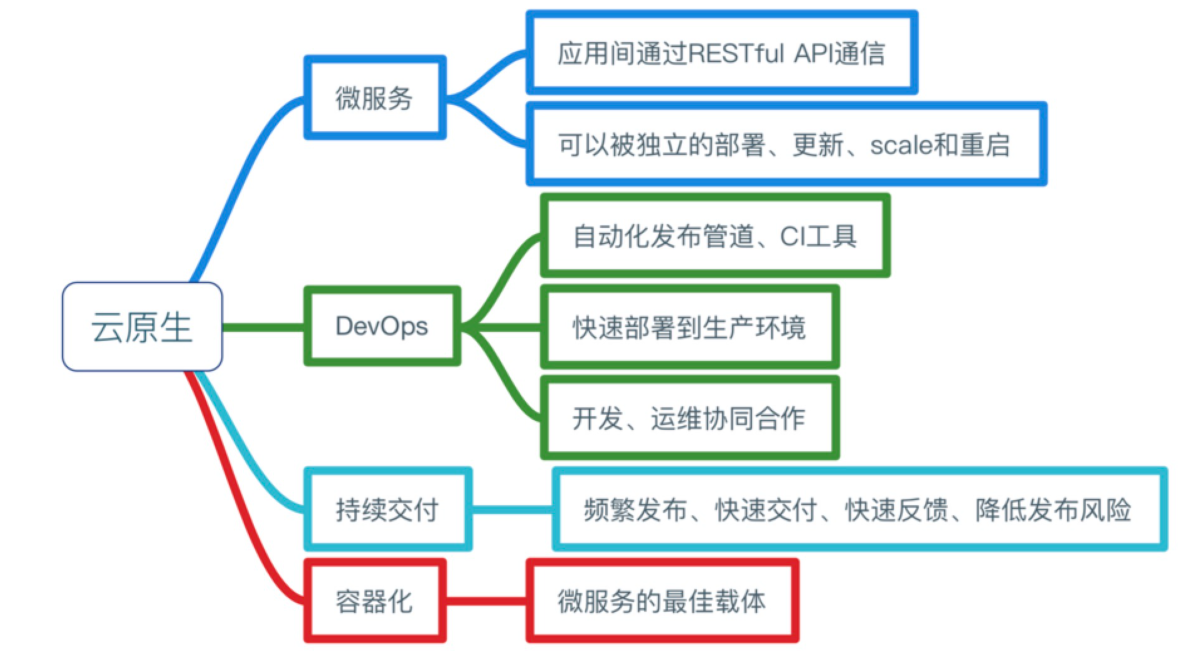 云原生
微服务
应用间通过RESTful API通信
可以被独立的部署、更新、scale和重启
DevOps
自动化发布管道、CI工具
快速部署到生产环境
开发、运维协同合作
持续交付
频繁发布、快速交付、快速反馈、降低发布风险
容器化
微服务的最佳载体